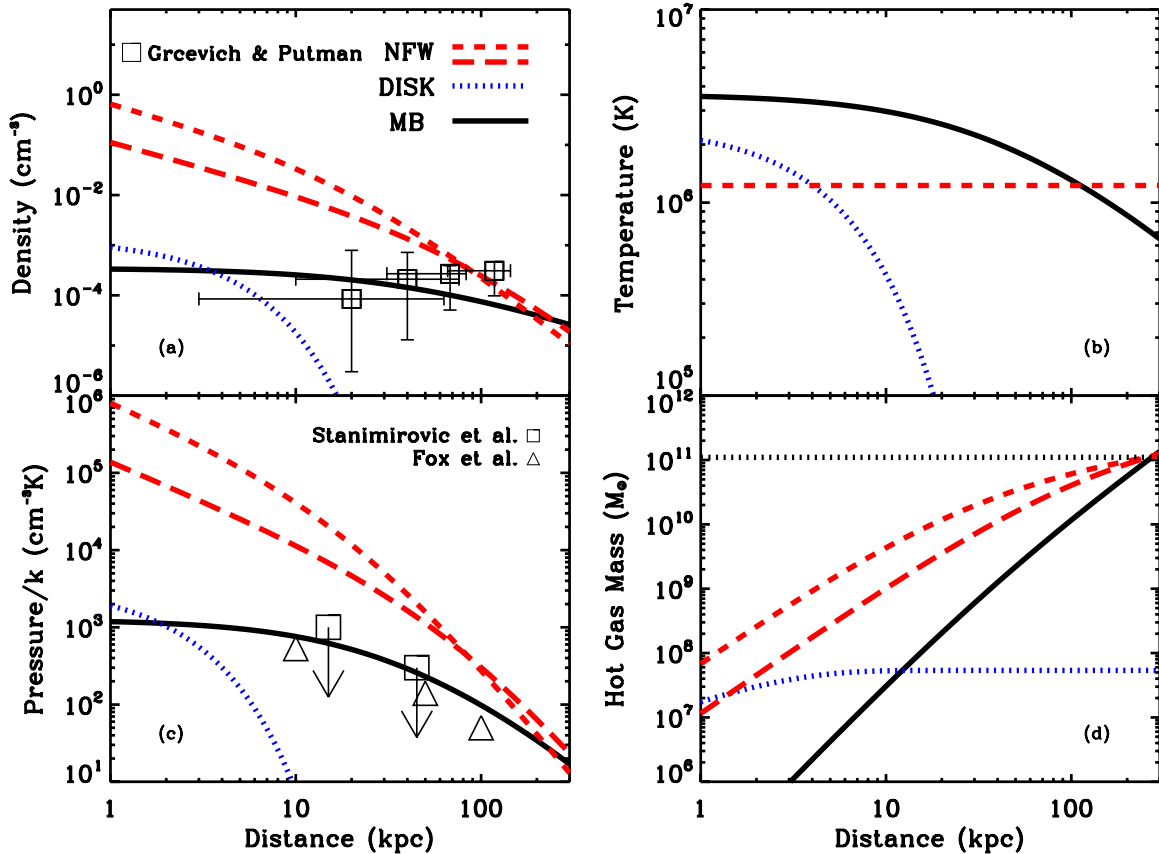 Grcevich & Putman
NFW
DISK
MB
Density (cm⁻³)
10⁰
10⁻²
10⁻⁴
10⁻⁶
(a)
Temperature (K)
10⁷
10⁶
10⁵
(b)
Stanimirovic et al.
Fox et al.
Pressure/k (cm⁻³K)
10⁶
10⁵
10⁴
10³
10²
10¹
(c)
1
10
100
Distance (kpc)
Hot Gas Mass (M⊙)
10¹²
10¹¹
10¹⁰
10⁹
10⁸
10⁷
10⁶
(d)
1
10
100
Distance (kpc)